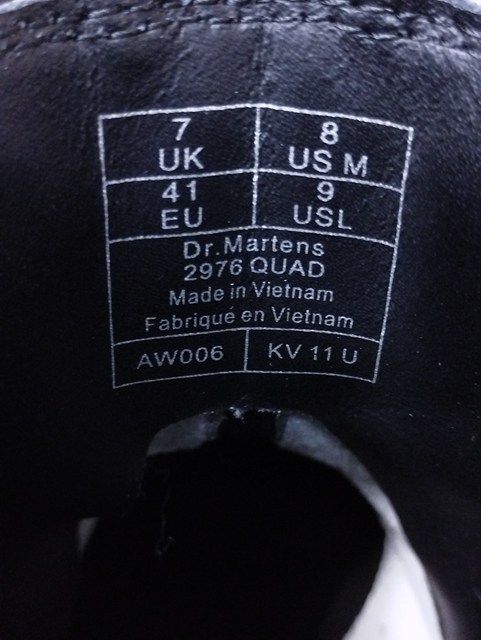 7 8
UK US M
41 9
EU USL
Dr.Martens
2976 QUAD
Made in Vietnam
Fabriqué en Vietnam
AW006 KV 11 U